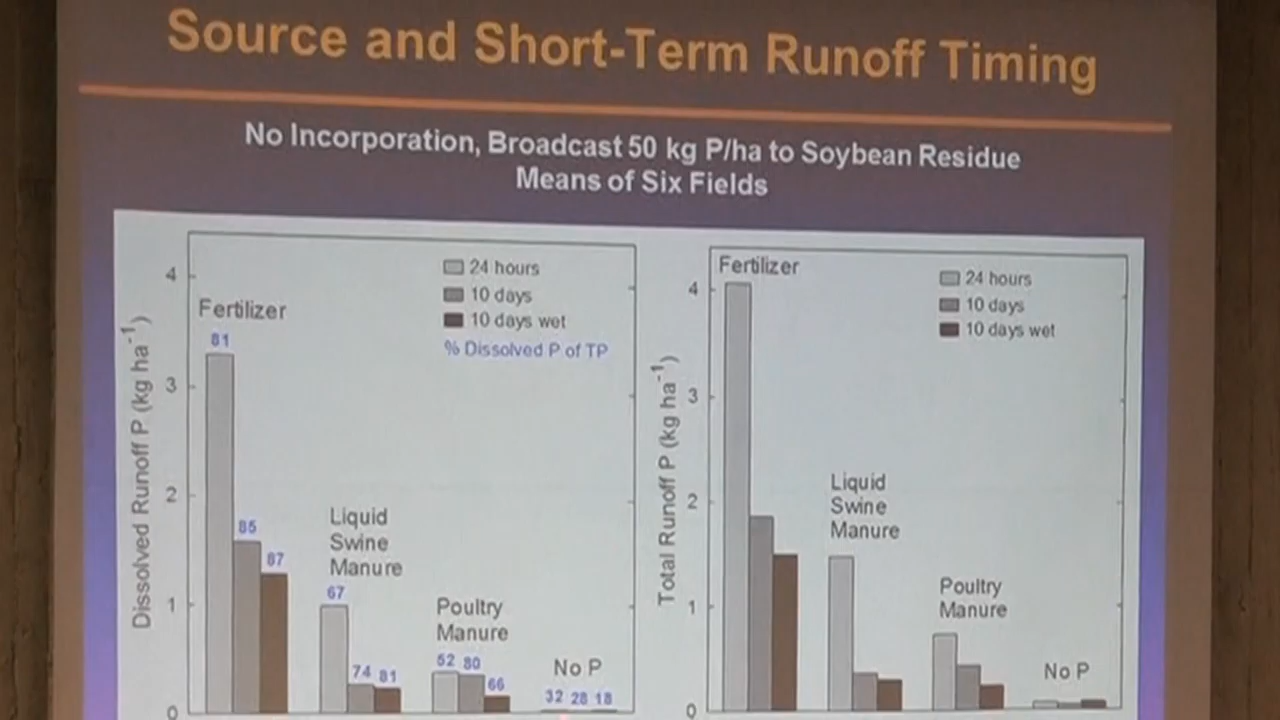 Source and Short-Term Runoff Timing
No Incorporation, Broadcast 50 kg P/ha to Soybean Residue
Means of Six Fields
Dissolved Runoff P (kg ha⁻¹)
4
3
2
1
0
Fertilizer
81
85
87
24 hours
10 days
10 days wet
% Dissolved P of TP
Liquid
Swine
Manure
67
74 81
Poultry
Manure
52 80
66
No P
32 28 18
Total Runoff P (kg ha⁻¹)
4
3
2
1
0
Fertilizer
24 hours
10 days
10 days wet
Liquid
Swine
Manure
Poultry
Manure
No P